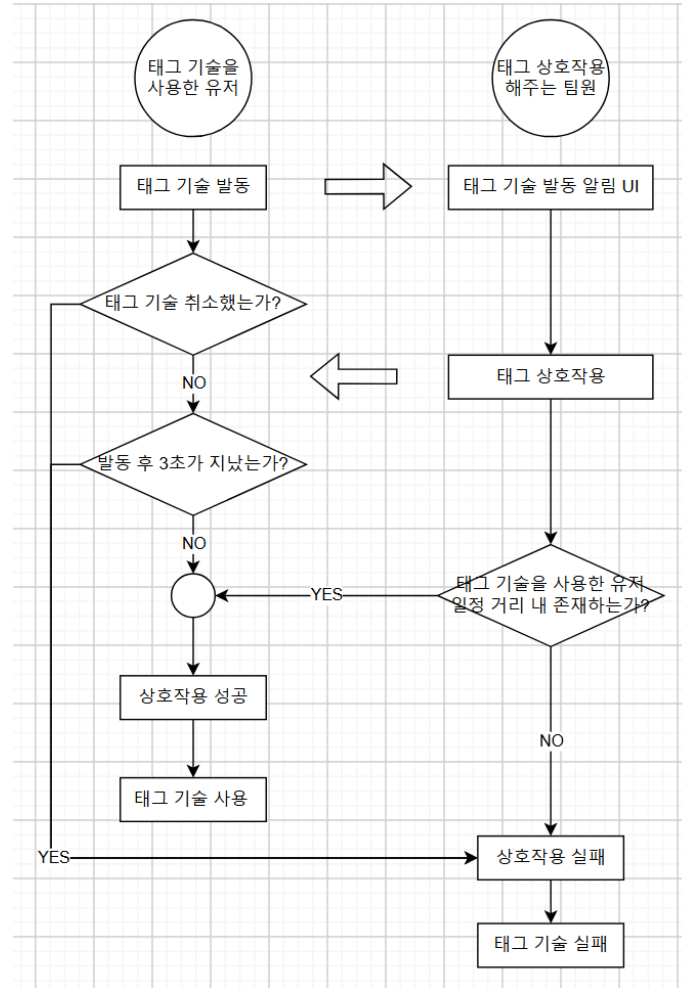 태그 기술을
사용한 유저
태그 상호작용
해주는 팀원
태그 기술 발동
태그 기술 발동 알림 UI
태그 기술 취소했는가?
태그 상호작용
NO
발동 후 3초가 지났는가?
NO
태그 기술을 사용한 유저
일정 거리 내 존재하는가?
YES
상호작용 성공
NO
태그 기술 사용
YES
상호작용 실패
태그 기술 실패